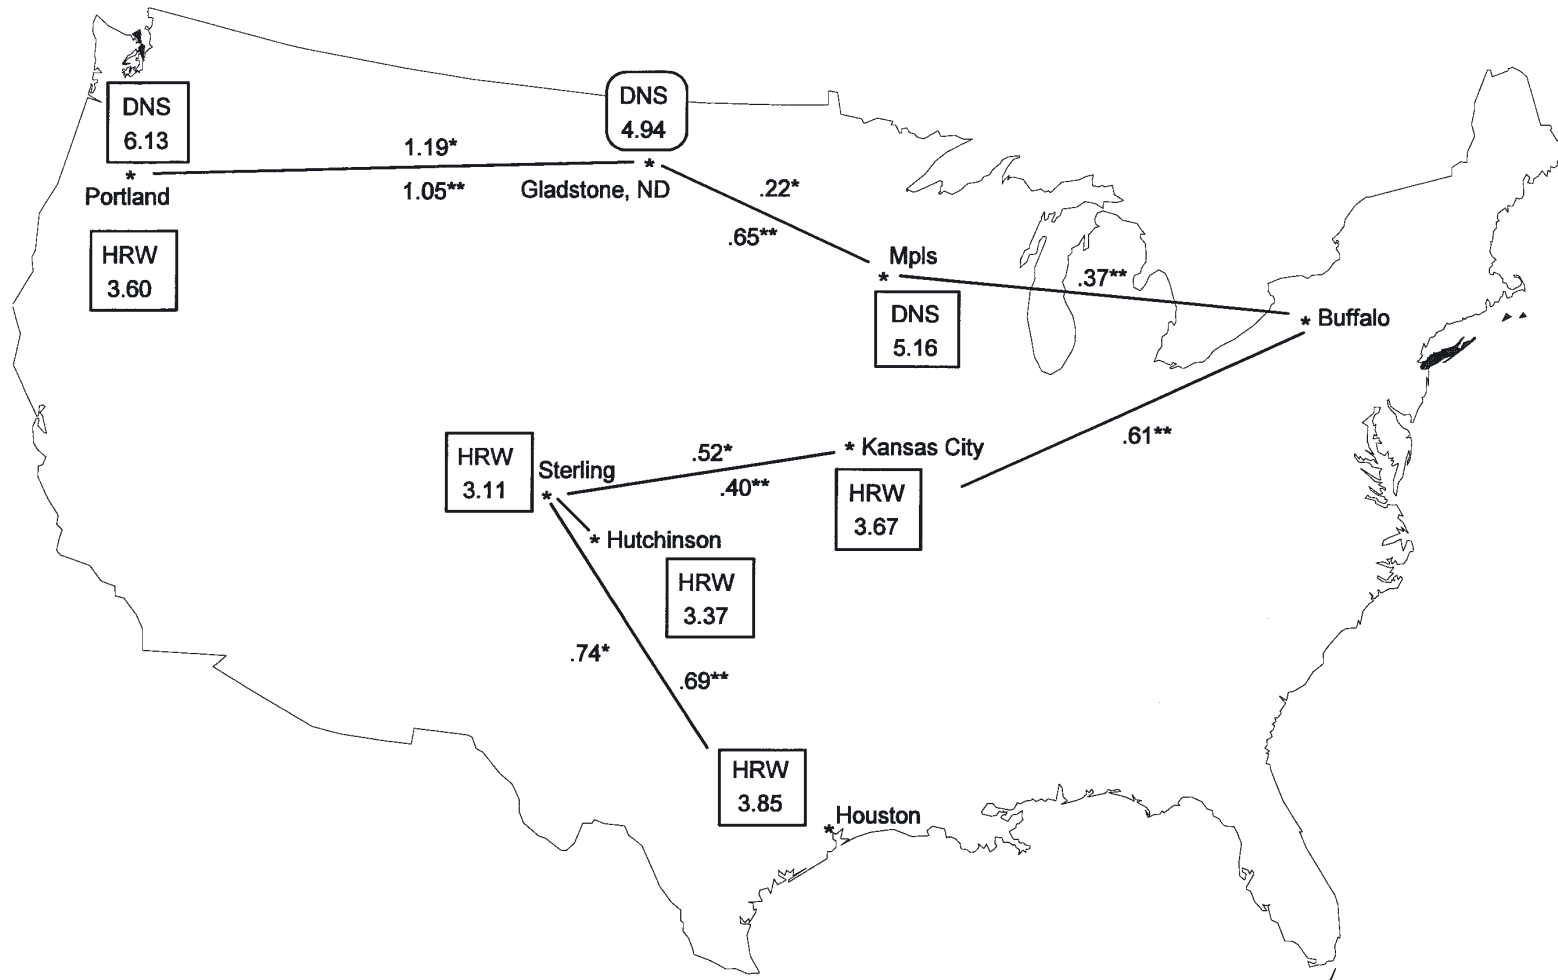 DNS
6.13
Portland
HRW
3.60
1.19*
1.05**
DNS
4.94
Gladstone, ND
.22*
.65**
Mpls
DNS
5.16
.37**
Buffalo
.61**
HRW
3.11
Sterling
.52*
.40**
Kansas City
HRW
3.67
Hutchinson
HRW
3.37
.74*
.69**
HRW
3.85
Houston